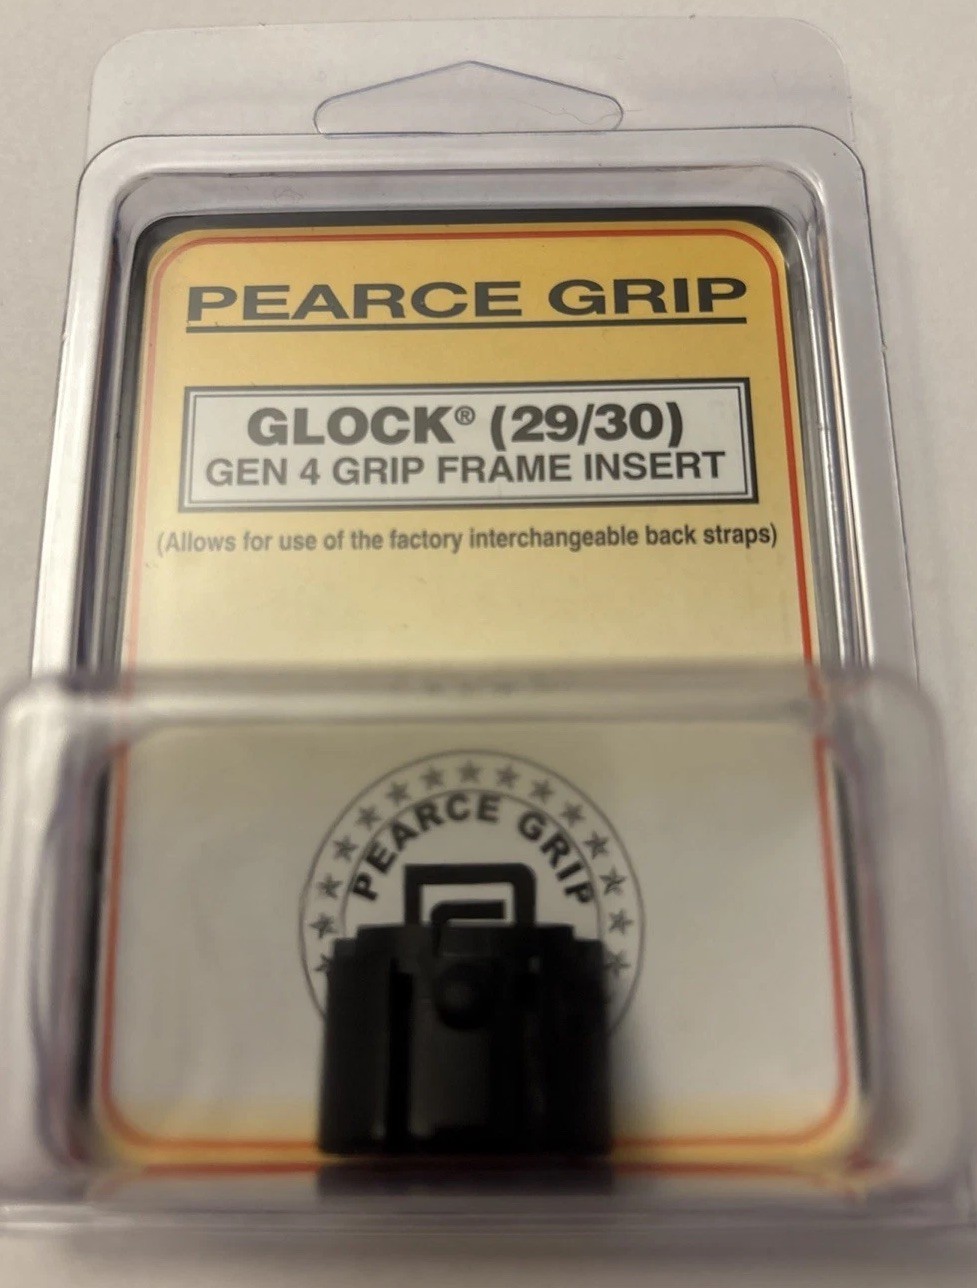 PEARCE GRIP
GLOCK® (29/30)
GEN 4 GRIP FRAME INSERT
(Allows for use of the factory interchangeable back straps)
PEARCE GRIP